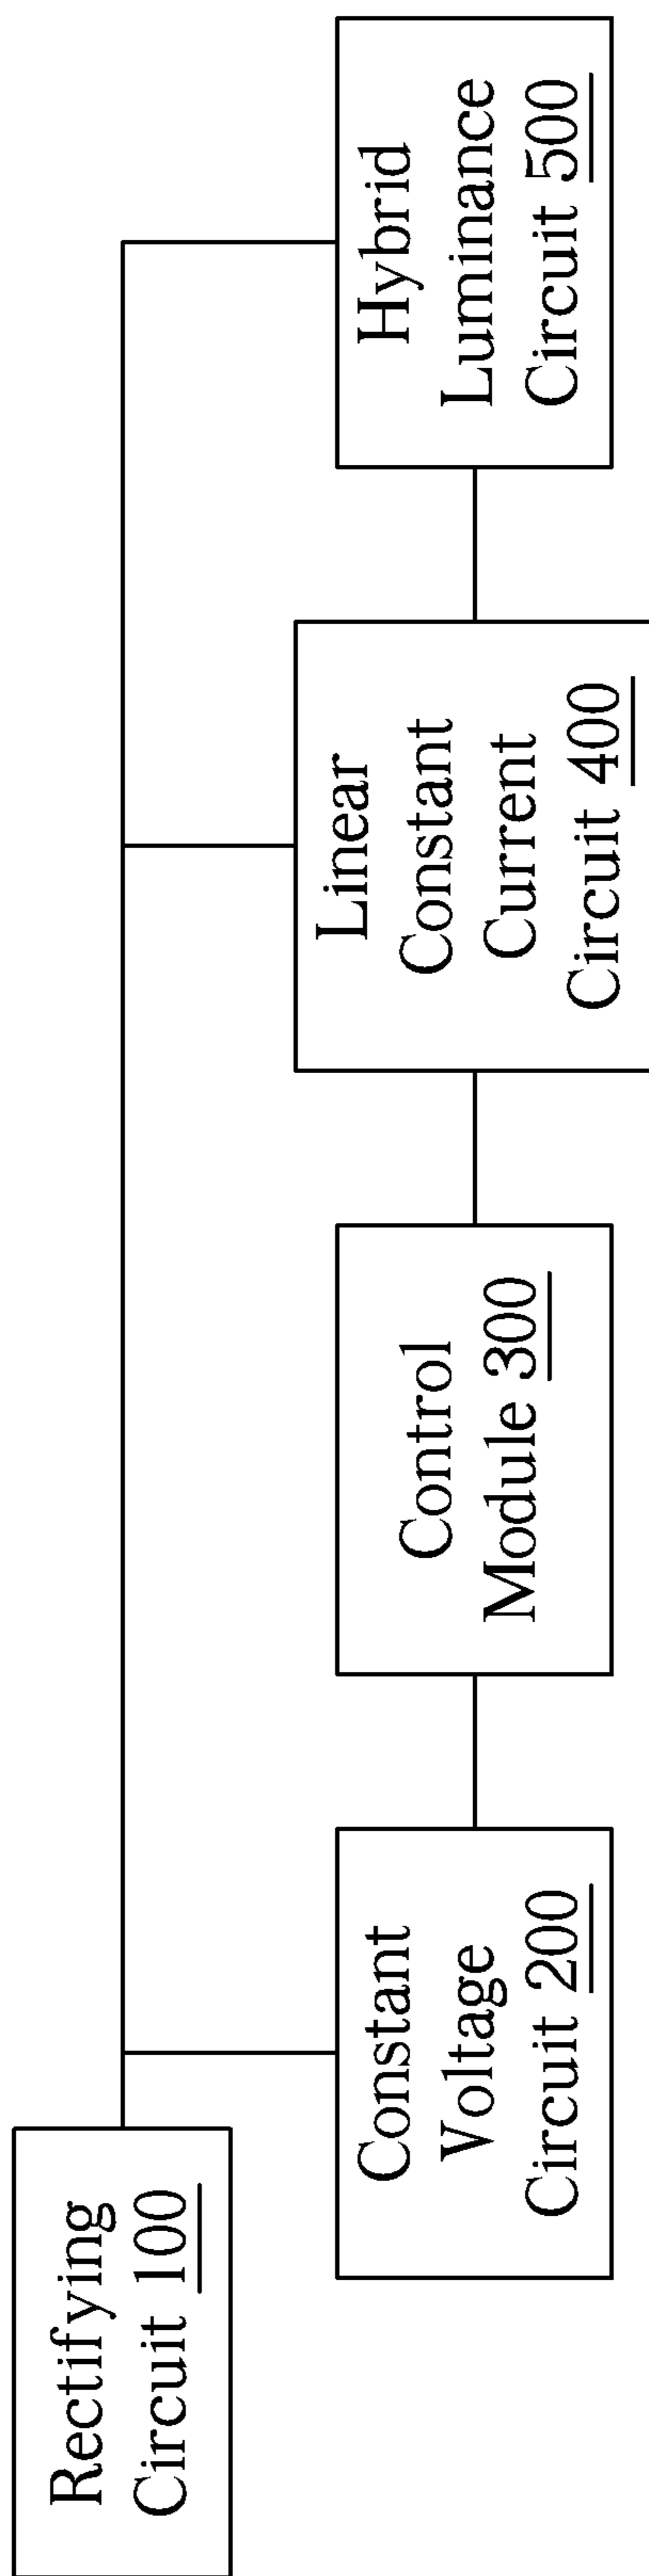 Rectifying
Circuit 100
Constant
Voltage
Circuit 200
Control
Module 300
Linear
Constant
Current
Circuit 400
Hybrid
Luminance
Circuit 500